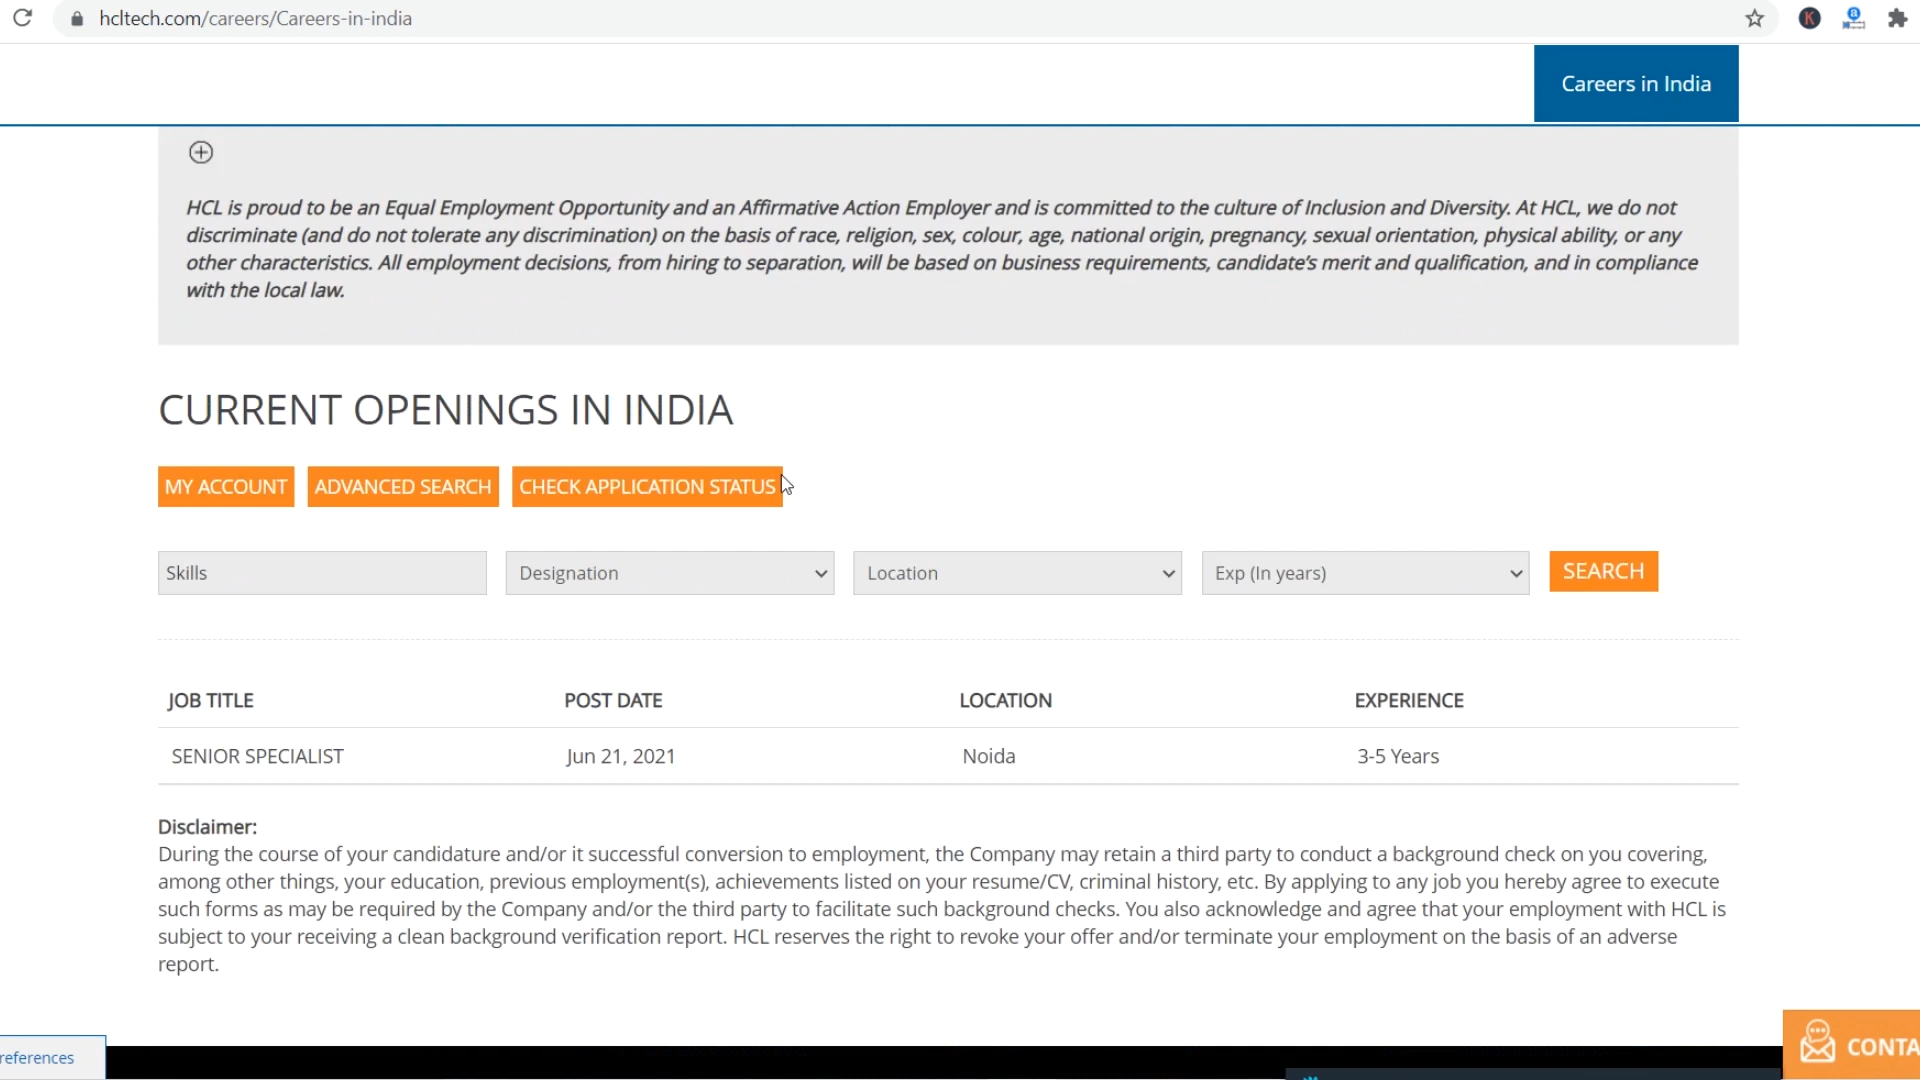 hcltech.com/careers/Careers-in-india
Careers in India
HCL is proud to be an Equal Employment Opportunity and an Affirmative Action Employer and is committed to the culture of Inclusion and Diversity. At HCL, we do not
discriminate (and do not tolerate any discrimination) on the basis of race, religion, sex, colour, age, national origin, pregnancy, sexual orientation, physical ability, or any
other characteristics. All employment decisions, from hiring to separation, will be based on business requirements, candidate's merit and qualification, and in compliance
with the local law.
CURRENT OPENINGS IN INDIA
MY ACCOUNT ADVANCED SEARCH CHECK APPLICATION STATUS
Skills Designation Location Exp (In years) SEARCH
JOB TITLE POST DATE LOCATION EXPERIENCE
SENIOR SPECIALIST Jun 21, 2021 Noida 3-5 Years
Disclaimer:
During the course of your candidature and/or it successful conversion to employment, the Company may retain a third party to conduct a background check on you covering,
among other things, your education, previous employment(s), achievements listed on your resume/CV, criminal history, etc. By applying to any job you hereby agree to execute
such forms as may be required by the Company and/or the third party to facilitate such background checks. You also acknowledge and agree that your employment with HCL is
subject to your receiving a clean background verification report. HCL reserves the right to revoke your offer and/or terminate your employment on the basis of an adverse
report.
references
CONTA